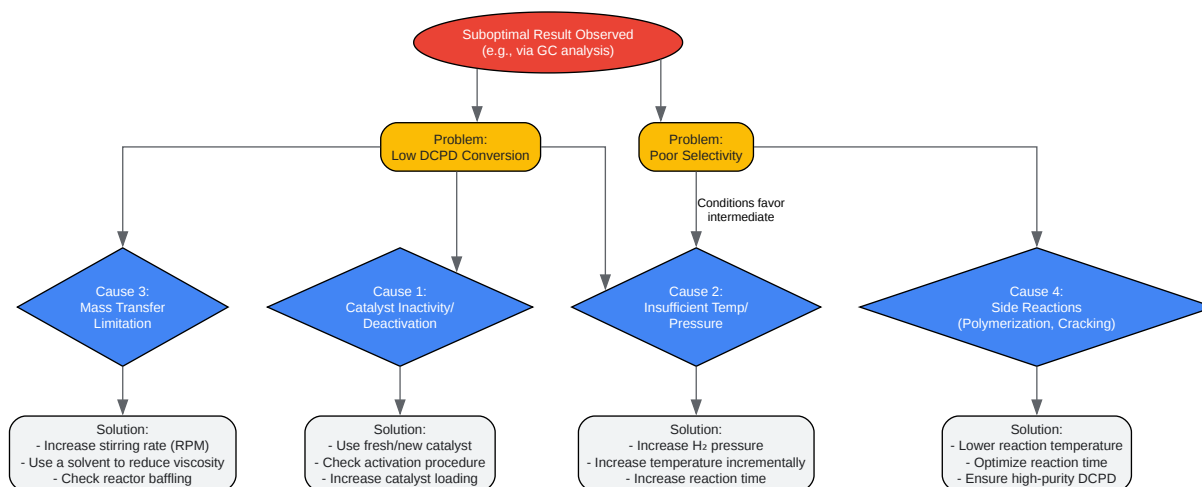 Suboptimal Result Observed
(e.g., via GC analysis)
Problem:
Low DCPD Conversion
Problem:
Poor Selectivity
Conditions favor
intermediate
Cause 3:
Mass Transfer
Limitation
Cause 1:
Catalyst Inactivity/
Deactivation
Cause 2:
Insufficient Temp/
Pressure
Cause 4:
Side Reactions
(Polymerization, Cracking)
Solution:
- Increase stirring rate (RPM)
- Use a solvent to reduce viscosity
- Check reactor baffling
Solution:
- Use fresh/new catalyst
- Check activation procedure
- Increase catalyst loading
Solution:
- Increase H₂ pressure
- Increase temperature incrementally
- Increase reaction time
Solution:
- Lower reaction temperature
- Optimize reaction time
- Ensure high-purity DCPD